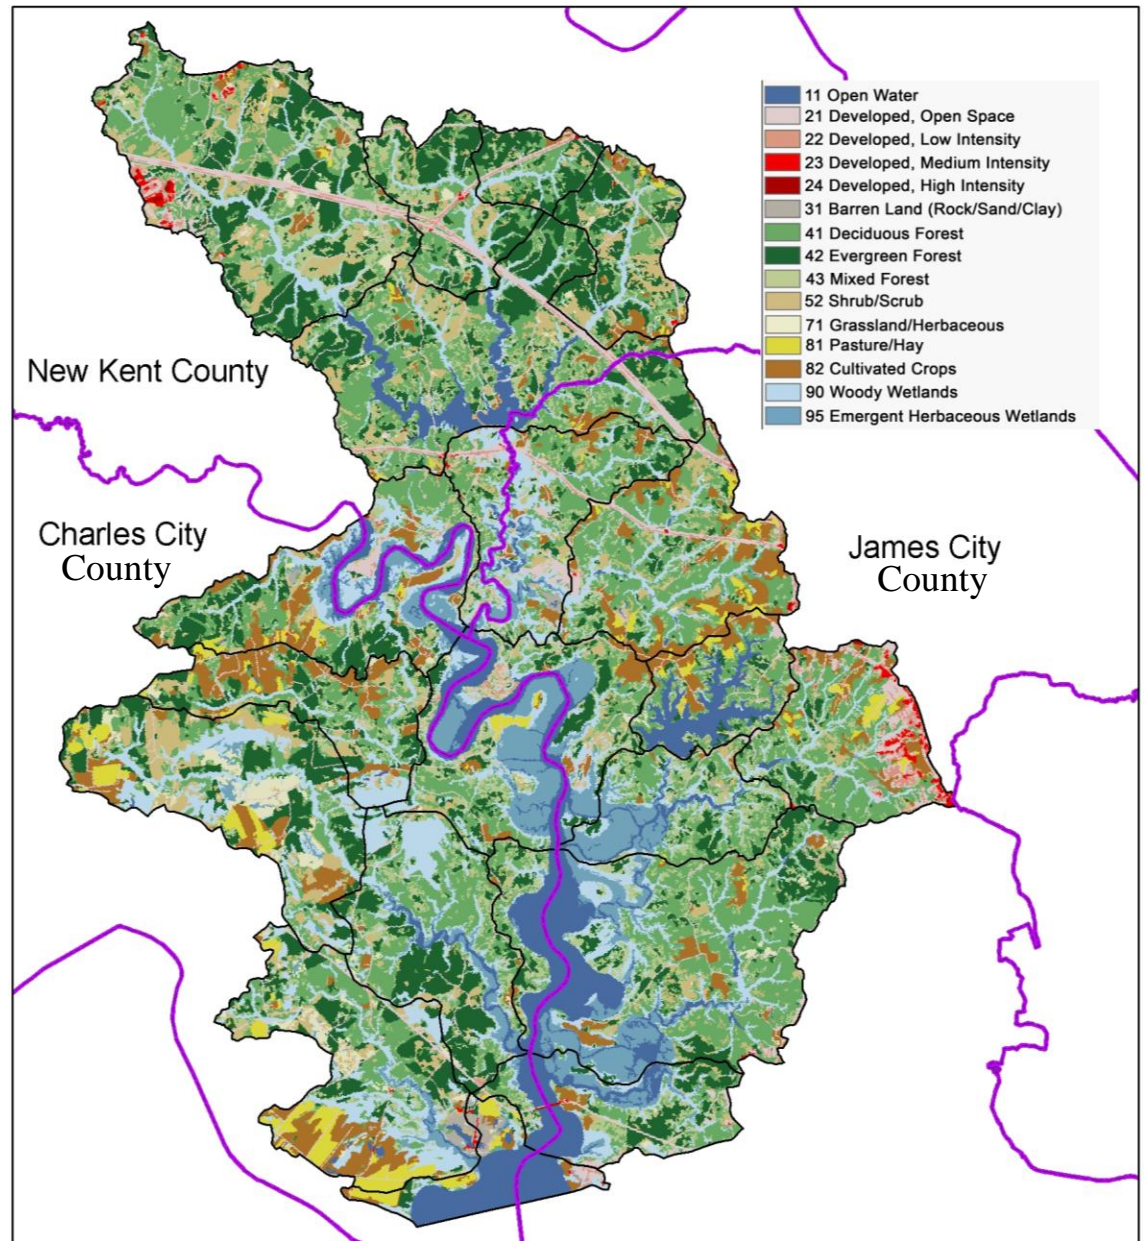 11 Open Water
21 Developed, Open Space
22 Developed, Low Intensity
23 Developed, Medium Intensity
24 Developed, High Intensity
31 Barren Land (Rock/Sand/Clay)
41 Deciduous Forest
42 Evergreen Forest
43 Mixed Forest
52 Shrub/Scrub
71 Grassland/Herbaceous
81 Pasture/Hay
82 Cultivated Crops
90 Woody Wetlands
95 Emergent Herbaceous Wetlands
New Kent County
Charles City
County
James City
County